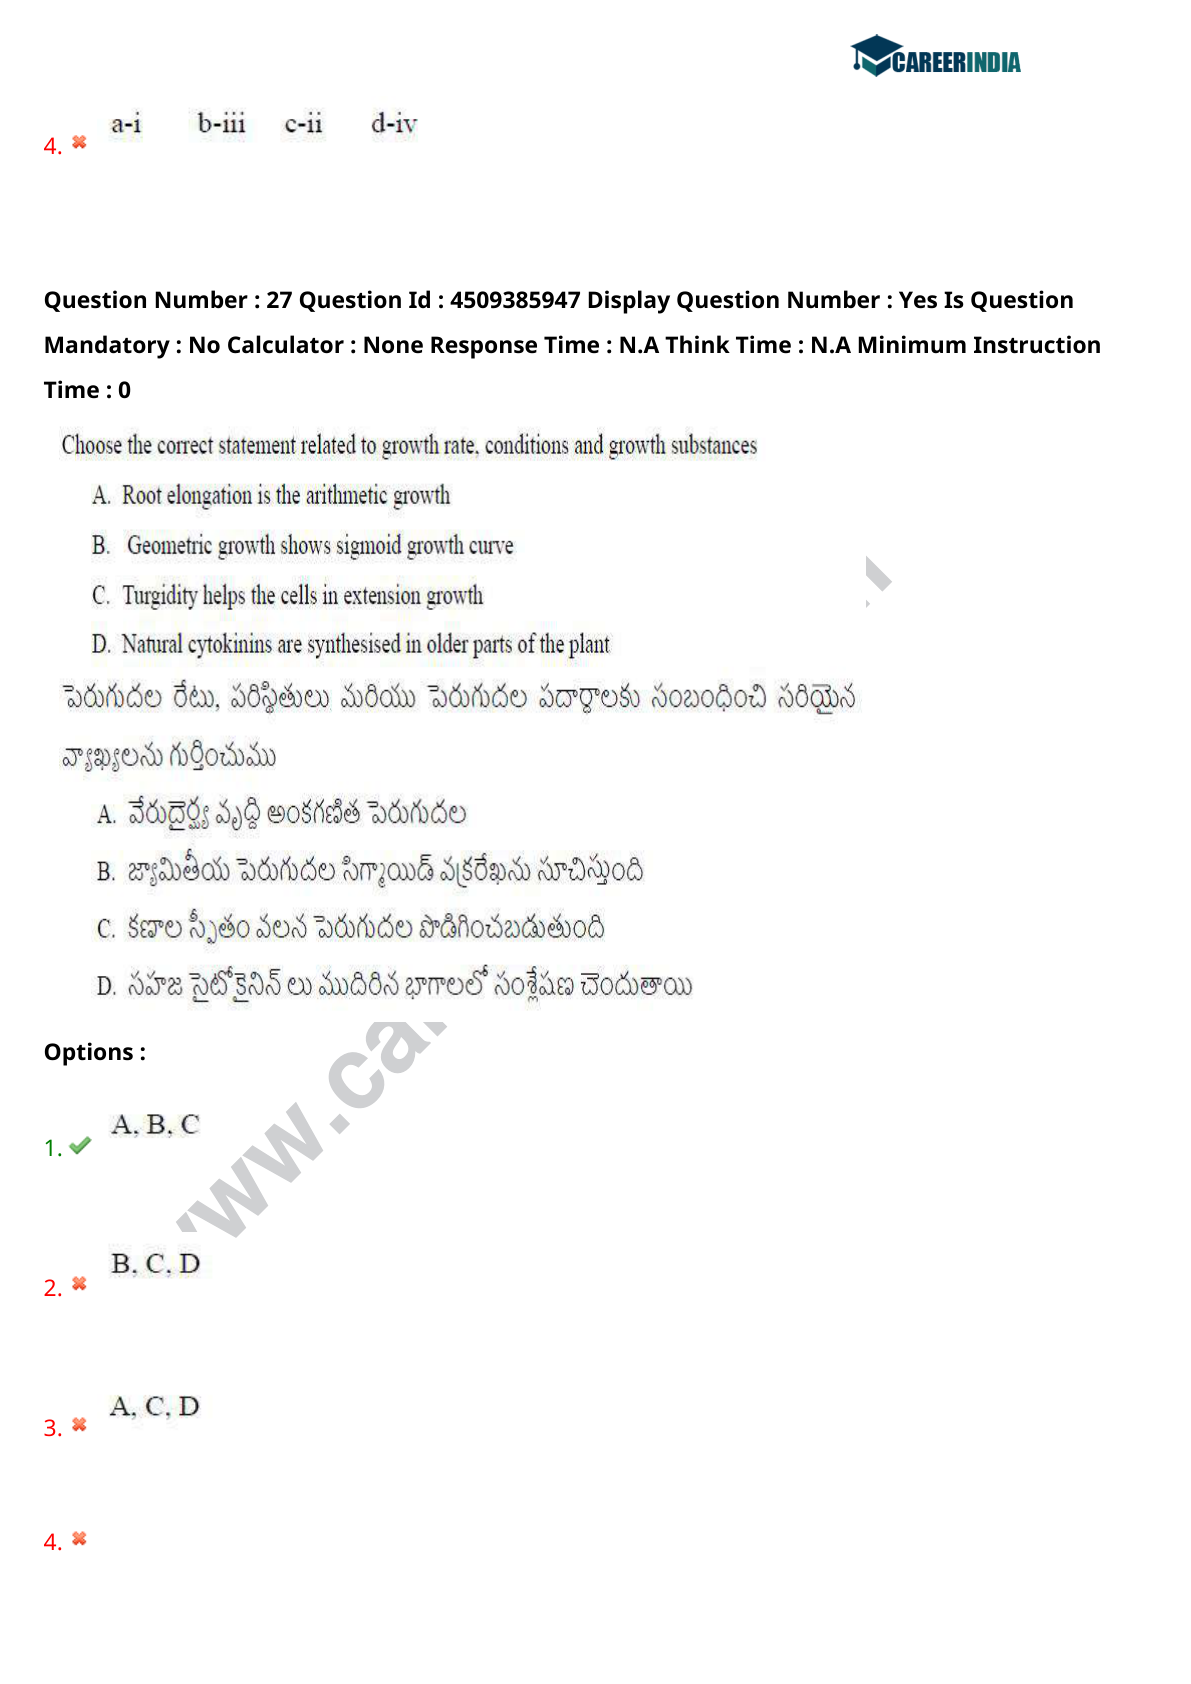 CAREERINDIA
a-i b-iii c-ii d-iv
4.
Question Number : 27 Question Id : 4509385947 Display Question Number : Yes Is Question
Mandatory : No Calculator : None Response Time : N.A Think Time : N.A Minimum Instruction
Time : 0
Choose the correct statement related to growth rate, conditions and growth substances
A. Root elongation is the arithmetic growth
B. Geometric growth shows sigmoid growth curve
C. Turgidity helps the cells in extension growth
D. Natural cytokinins are synthesised in older parts of the plant
పెరుగుదల రేటు, పరిస్థితులు మరియు పెరుగుదల పదార్థాలకు సంబంధించి సరియైన
వ్యాఖ్యలను గుర్తించుము
A. వేరుదైర్ఘ్య వృద్ది అంకగణిత పెరుగుదల
B. జ్యామితీయ పెరుగుదల సిగ్మాయిడ్ వక్రరేఖను సూచిస్తుంది
C. కణాల స్ఫీతం వలన పెరుగుదల పొడిగించబడుతుంది
D. సహజ సైటోకైనిన్ లు ముదిరిన భాగాలలో సంశ్లేషణ చెందుతాయి
Options :
A, B, C
1.
B, C, D
2.
A, C, D
3.
4.